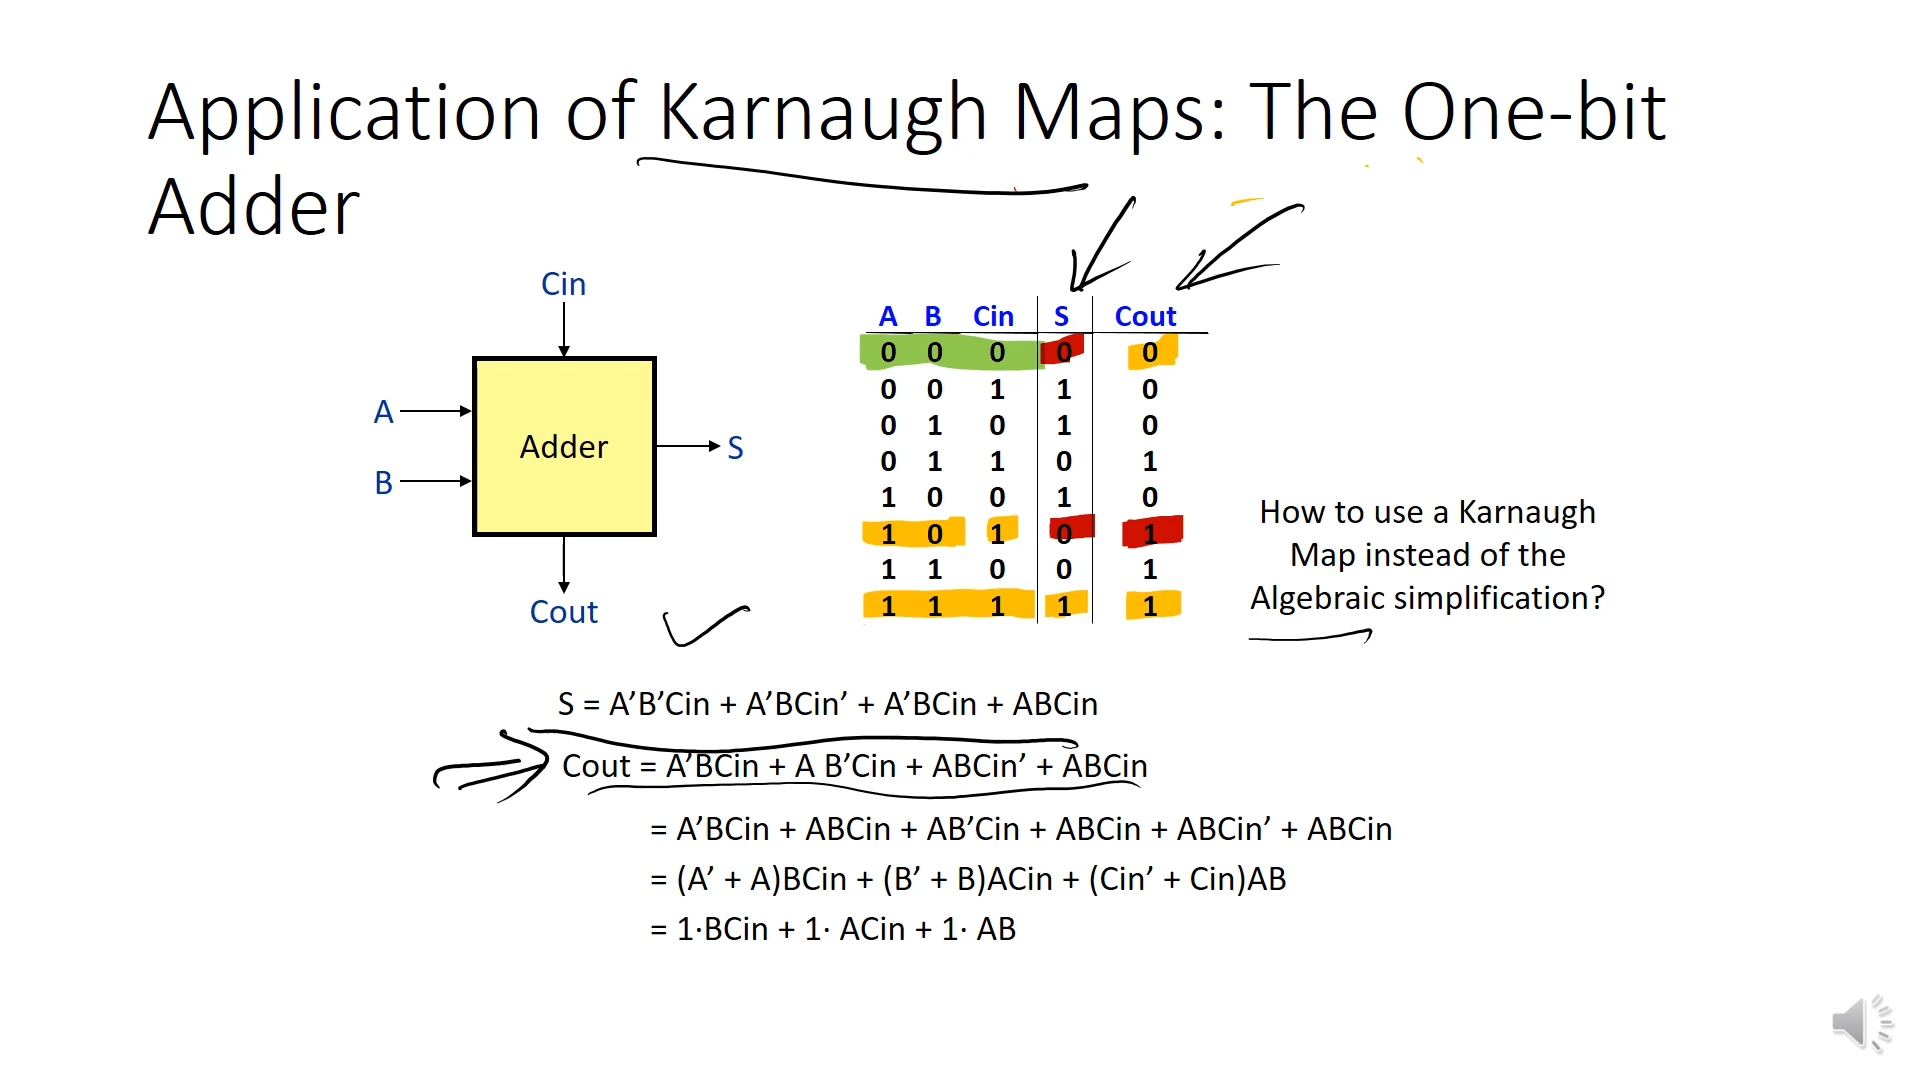 Application of Karnaugh Maps: The One-bit
Adder
Cin
A
B
Adder
S
Cout
A B Cin S Cout
0 0 0 0 0
0 0 1 1 0
0 1 0 1 0
0 1 1 0 1
1 0 0 1 0
1 0 1 0 1
1 1 0 0 1
1 1 1 1 1
How to use a Karnaugh
Map instead of the
Algebraic simplification?
S = A’B’Cin + A’BCin’ + A’BCin + ABCin
Cout = A’BCin + A B’Cin + ABCin’ + ABCin
= A’BCin + ABCin + AB’Cin + ABCin + ABCin’ + ABCin
= (A’ + A)BCin + (B’ + B)ACin + (Cin’ + Cin)AB
= 1·BCin + 1· ACin + 1· AB